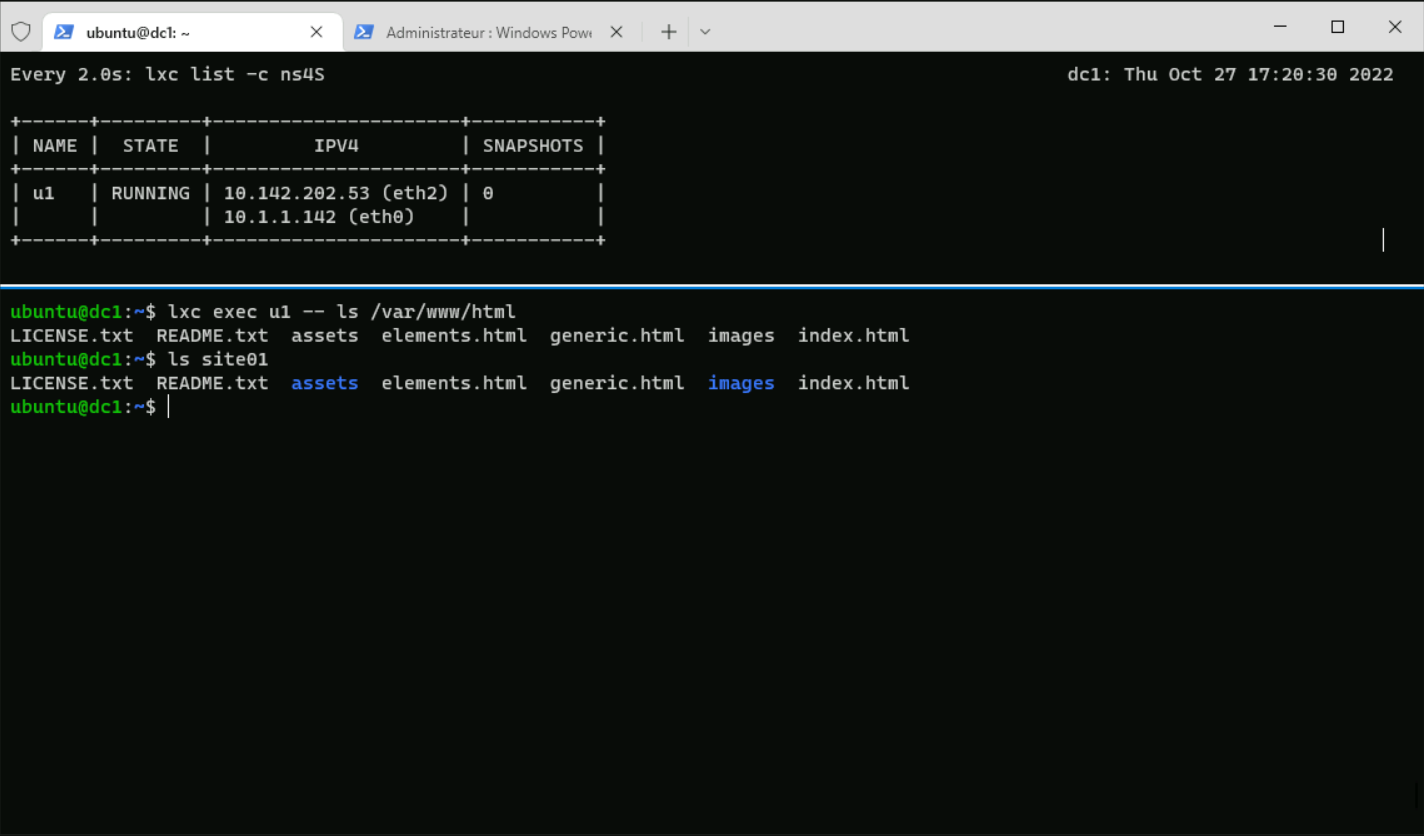 ubuntu@dc1: ~ Administrateur : Windows Powe
Every 2.0s: lxc list -c ns4S dc1: Thu Oct 27 17:20:30 2022
+------+---------+----------------------+-----------+
| NAME | STATE | IPV4 | SNAPSHOTS |
+------+---------+----------------------+-----------+
| u1 | RUNNING | 10.142.202.53 (eth2) | 0 |
| | | 10.1.1.142 (eth0) | |
+------+---------+----------------------+-----------+
ubuntu@dc1:~$ lxc exec u1 -- ls /var/www/html
LICENSE.txt README.txt assets elements.html generic.html images index.html
ubuntu@dc1:~$ ls site01
LICENSE.txt README.txt assets elements.html generic.html images index.html
ubuntu@dc1:~$